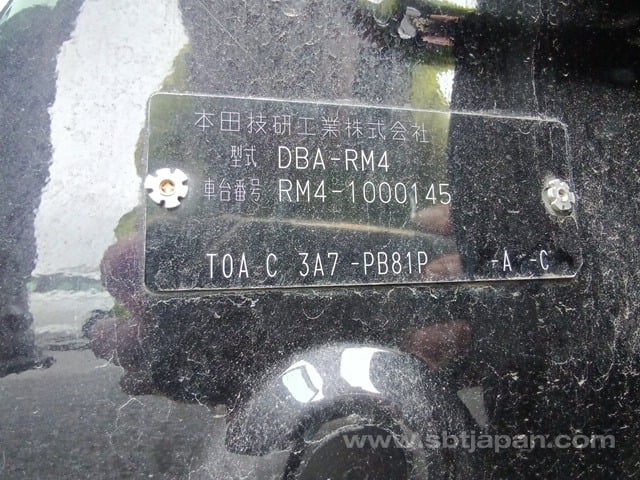 本田技研工業株式会社
型式 DBA-RM4
車台番号 RM4-1000145
T0A C 3A7 -PB81P -A -C
www.sbtjapan.com